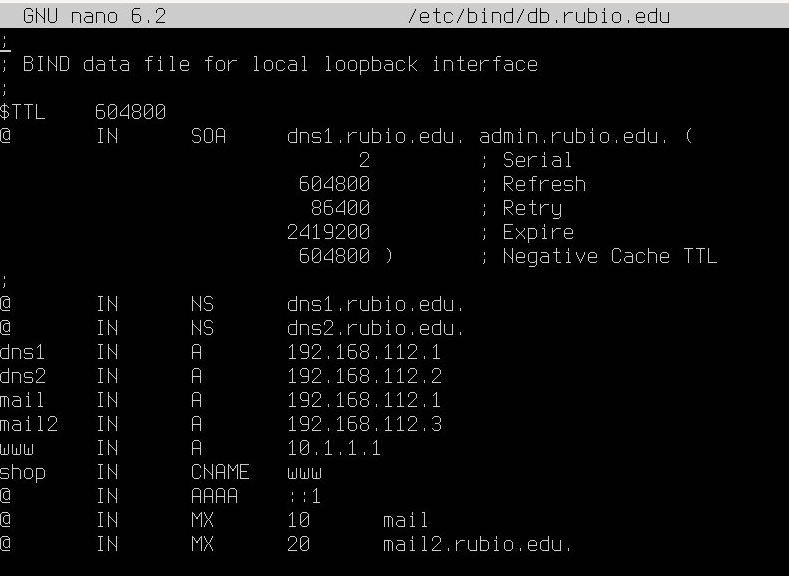 GNU nano 6.2 /etc/bind/db.rubio.edu
;
; BIND data file for local loopback interface
;
$TTL 604800
@ IN SOA dns1.rubio.edu. admin.rubio.edu. (
2 ; Serial
604800 ; Refresh
86400 ; Retry
2419200 ; Expire
604800 ) ; Negative Cache TTL
;
@ IN NS dns1.rubio.edu.
@ IN NS dns2.rubio.edu.
dns1 IN A 192.168.112.1
dns2 IN A 192.168.112.2
mail IN A 192.168.112.1
mail2 IN A 192.168.112.3
www IN A 10.1.1.1
shop IN CNAME www
@ IN AAAA ::1
@ IN MX 10 mail
@ IN MX 20 mail2.rubio.edu.